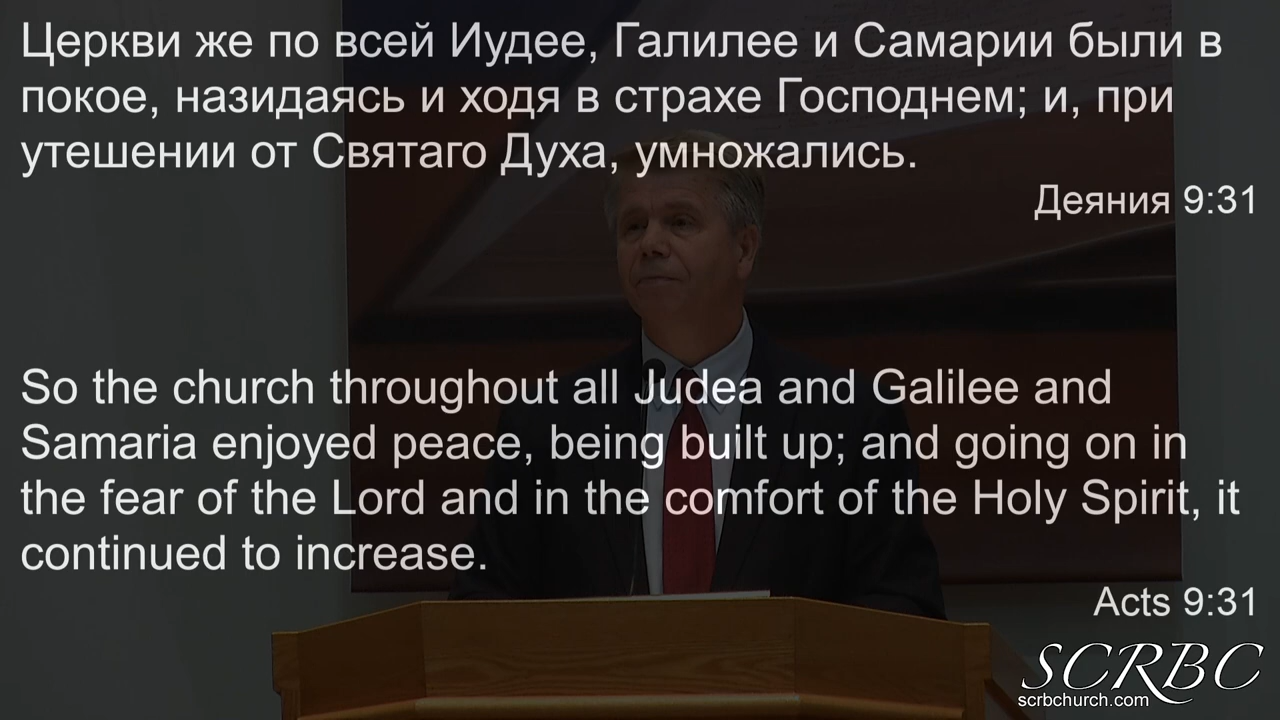 Церкви же по всей Иудее, Галилее и Самарии были в
покое, назидаясь и ходя в страхе Господнем; и, при
утешении от Святаго Духа, умножались.
Деяния 9:31
So the church throughout all Judea and Galilee and
Samaria enjoyed peace, being built up; and going on in
the fear of the Lord and in the comfort of the Holy Spirit, it
continued to increase.
Acts 9:31
SCRBC
scrbchurch.com